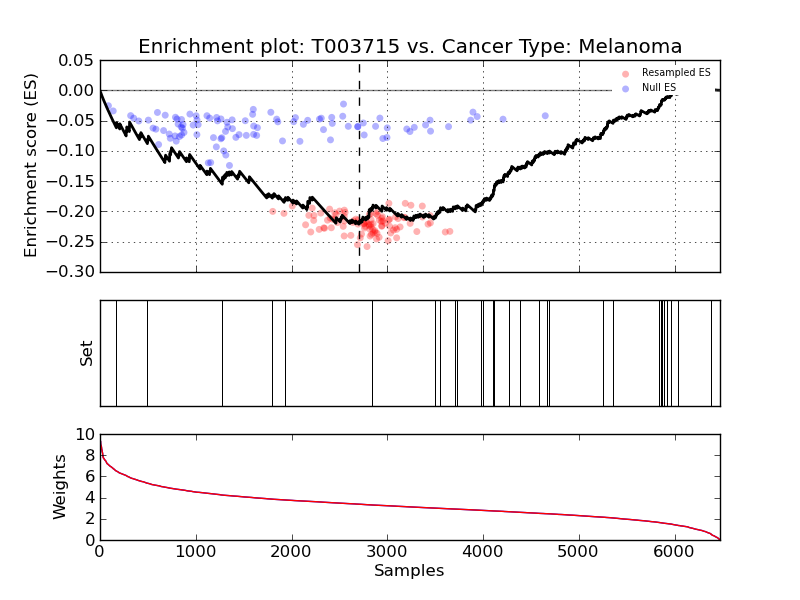 Enrichment plot: T003715 vs. Cancer Type: Melanoma
Enrichment score (ES)
0.05
0.00
−0.05
−0.10
−0.15
−0.20
−0.25
−0.30
Resampled ES
Null ES
Set
Weights
10
8
6
4
2
0
0 1000 2000 3000 4000 5000 6000
Samples